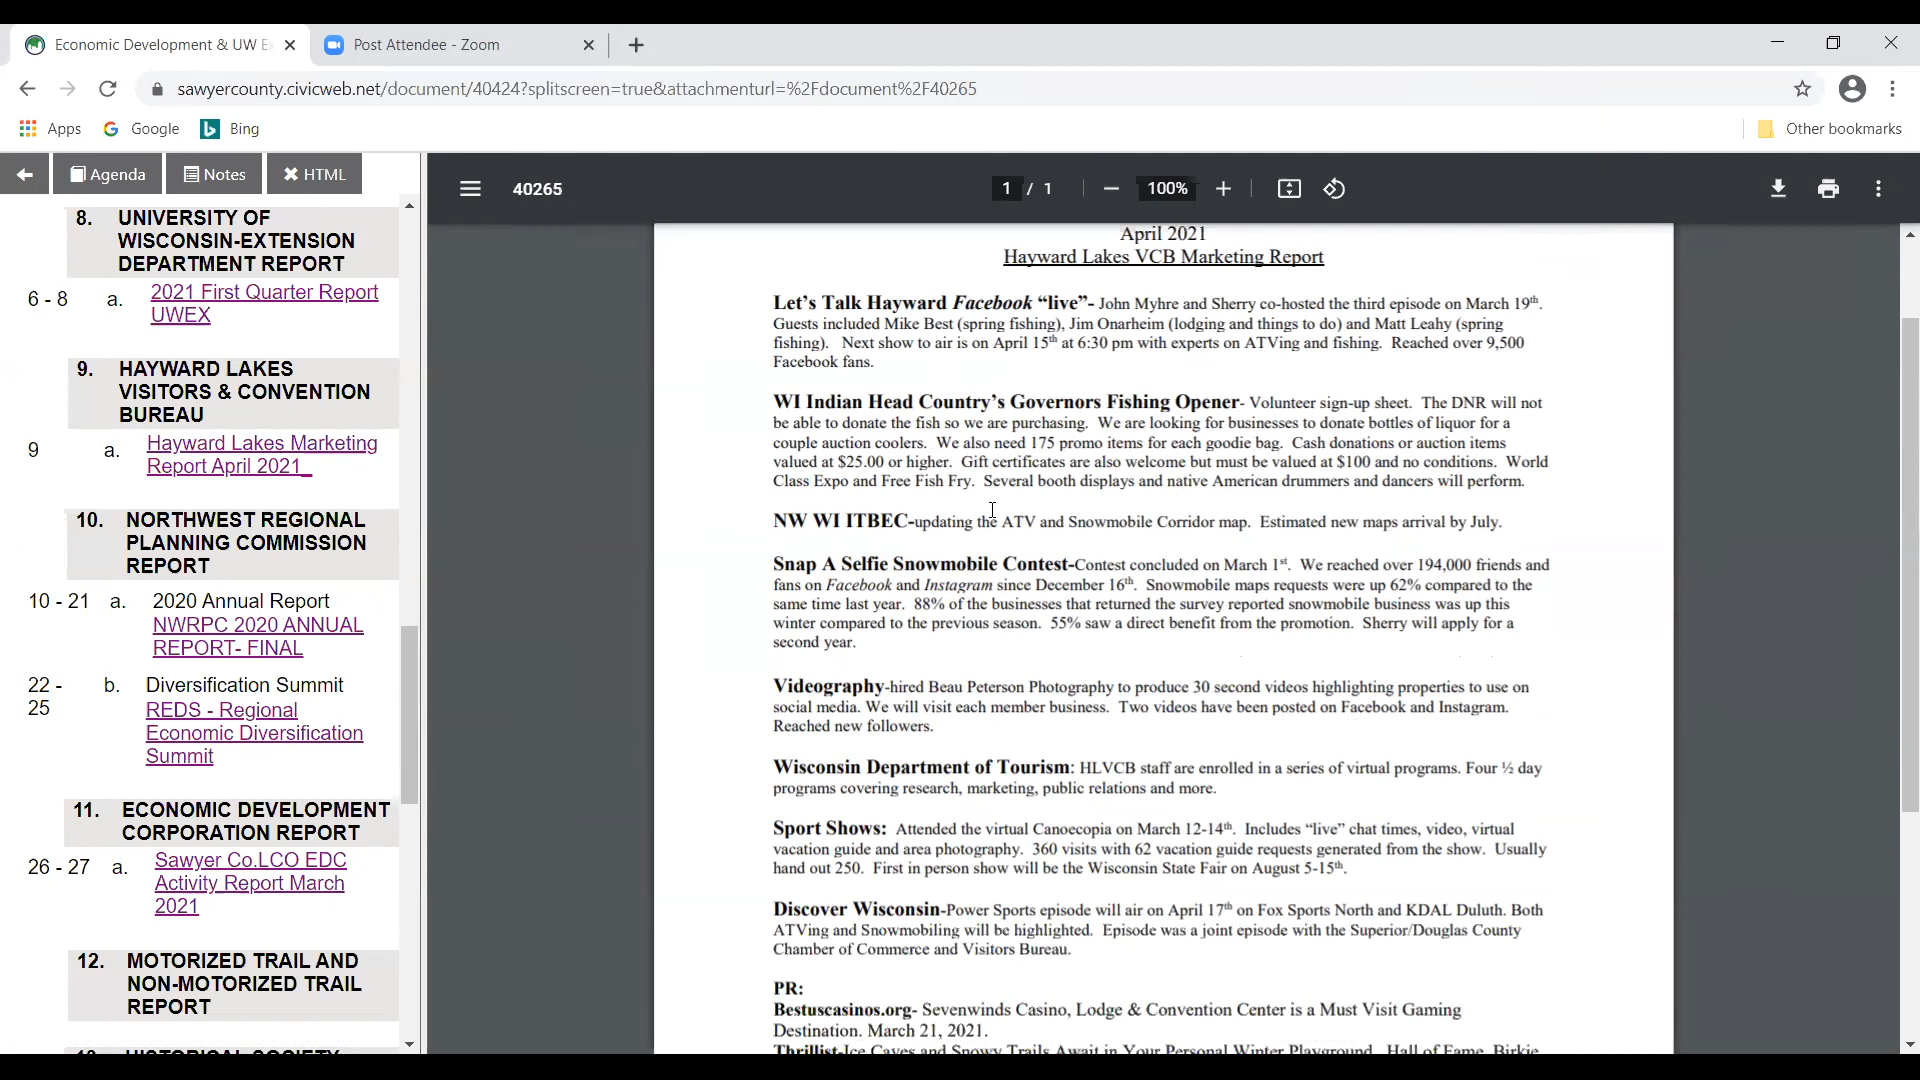 Economic Development & UW E
Post Attendee - Zoom
sawyercounty.civicweb.net/document/40424?splitscreen=true&attachmenturl=%2Fdocument%2F40265
Apps
Google
Bing
Other bookmarks
Agenda
Notes
HTML
40265
1 / 1
100%
8. UNIVERSITY OF
WISCONSIN-EXTENSION
DEPARTMENT REPORT
6 - 8 a. 2021 First Quarter Report
UWEX
9. HAYWARD LAKES
VISITORS & CONVENTION
BUREAU
9 a. Hayward Lakes Marketing
Report April 2021_
10. NORTHWEST REGIONAL
PLANNING COMMISSION
REPORT
10 - 21 a. 2020 Annual Report
NWRPC 2020 ANNUAL
REPORT- FINAL
22 - b. Diversification Summit
25 REDS - Regional
Economic Diversification
Summit
11. ECONOMIC DEVELOPMENT
CORPORATION REPORT
26 - 27 a. Sawyer Co.LCO EDC
Activity Report March
2021
12. MOTORIZED TRAIL AND
NON-MOTORIZED TRAIL
REPORT
13. HISTORICAL SOCIETY
April 2021
Hayward Lakes VCB Marketing Report
Let's Talk Hayward Facebook “live”- John Myhre and Sherry co-hosted the third episode on March 19th.
Guests included Mike Best (spring fishing), Jim Onarheim (lodging and things to do) and Matt Leahy (spring
fishing). Next show to air is on April 15th at 6:30 pm with experts on ATVing and fishing. Reached over 9,500
Facebook fans.
WI Indian Head Country's Governors Fishing Opener- Volunteer sign-up sheet. The DNR will not
be able to donate the fish so we are purchasing. We are looking for businesses to donate bottles of liquor for a
couple auction coolers. We also need 175 promo items for each goodie bag. Cash donations or auction items
valued at $25.00 or higher. Gift certificates are also welcome but must be valued at $100 and no conditions. World
Class Expo and Free Fish Fry. Several booth displays and native American drummers and dancers will perform.
NW WI ITBEC-updating the ATV and Snowmobile Corridor map. Estimated new maps arrival by July.
Snap A Selfie Snowmobile Contest-Contest concluded on March 1st. We reached over 194,000 friends and
fans on Facebook and Instagram since December 16th. Snowmobile maps requests were up 62% compared to the
same time last year. 88% of the businesses that returned the survey reported snowmobile business was up this
winter compared to the previous season. 55% saw a direct benefit from the promotion. Sherry will apply for a
second year.
Videography-hired Beau Peterson Photography to produce 30 second videos highlighting properties to use on
social media. We will visit each member business. Two videos have been posted on Facebook and Instagram.
Reached new followers.
Wisconsin Department of Tourism: HLVCB staff are enrolled in a series of virtual programs. Four ½ day
programs covering research, marketing, public relations and more.
Sport Shows: Attended the virtual Canoecopia on March 12-14th. Includes “live” chat times, video, virtual
vacation guide and area photography. 360 visits with 62 vacation guide requests generated from the show. Usually
hand out 250. First in person show will be the Wisconsin State Fair on August 5-15th.
Discover Wisconsin-Power Sports episode will air on April 17th on Fox Sports North and KDAL Duluth. Both
ATVing and Snowmobiling will be highlighted. Episode was a joint episode with the Superior/Douglas County
Chamber of Commerce and Visitors Bureau.
PR:
Bestuscasinos.org- Sevenwinds Casino, Lodge & Convention Center is a Must Visit Gaming
Destination. March 21, 2021.
Thrillist-Ice Caves and Snowy Trails Await in Your Personal Winter Playground. Hall of Fame, Birkie